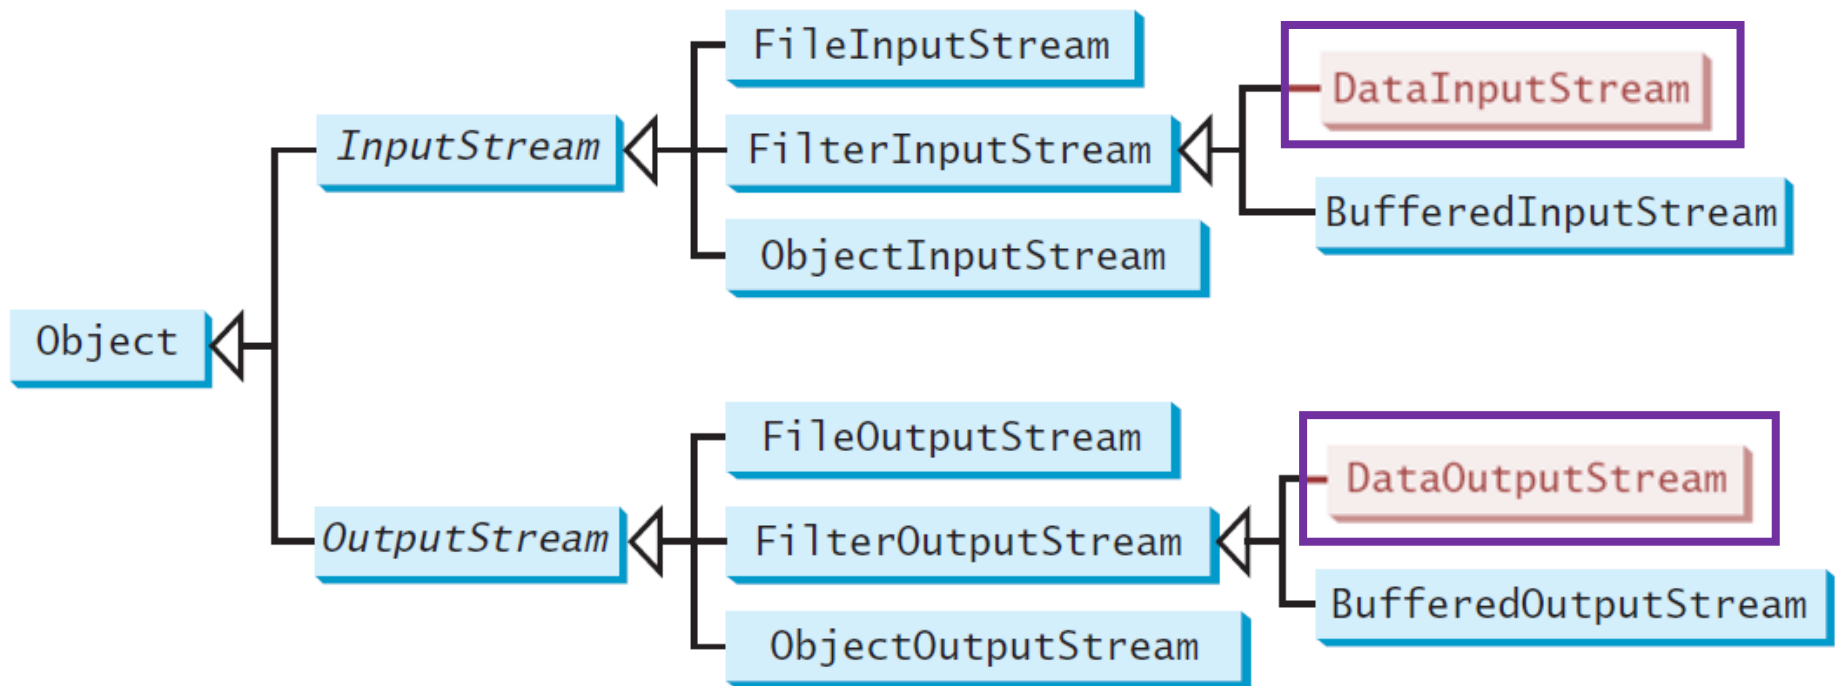 FileInputStream
DataInputStream
InputStream
FilterInputStream
BufferedInputStream
ObjectInputStream
Object
FileOutputStream
DataOutputStream
OutputStream
FilterOutputStream
BufferedOutputStream
ObjectOutputStream